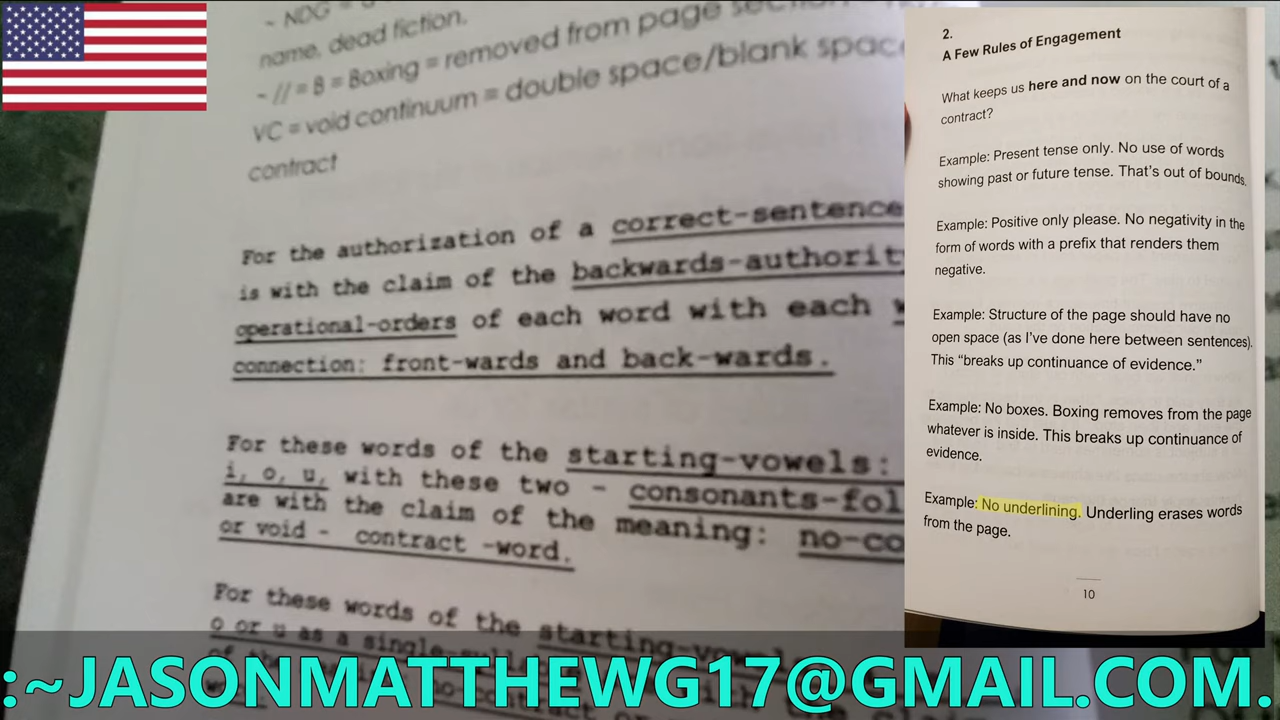 ~ NDG =
name, dead fiction.
~ // = B = Boxing = removed from page
VC = void continuum = double space/blank space
contract
For the authorization of a correct-sentence
is with the claim of the backwards-authority
operational-orders of each word with each
connection: front-wards and back-wards.
For these words of the starting-vowels:
i, o, u, with these two - consonants-fol
are with the claim of the meaning: no-co
or void - contract -word.
For these words of the starting-vowels
o or u as a single-
2.
A Few Rules of Engagement
What keeps us here and now on the court of a
contract?
Example: Present tense only. No use of words
showing past or future tense. That's out of bounds.
Example: Positive only please. No negativity in the
form of words with a prefix that renders them
negative.
Example: Structure of the page should have no
open space (as I've done here between sentences).
This "breaks up continuance of evidence."
Example: No boxes. Boxing removes from the page
whatever is inside. This breaks up continuance of
evidence.
Example: No underlining. Underling erases words
from the page.
10
:~JASONMATTHEWG17@GMAIL.COM.